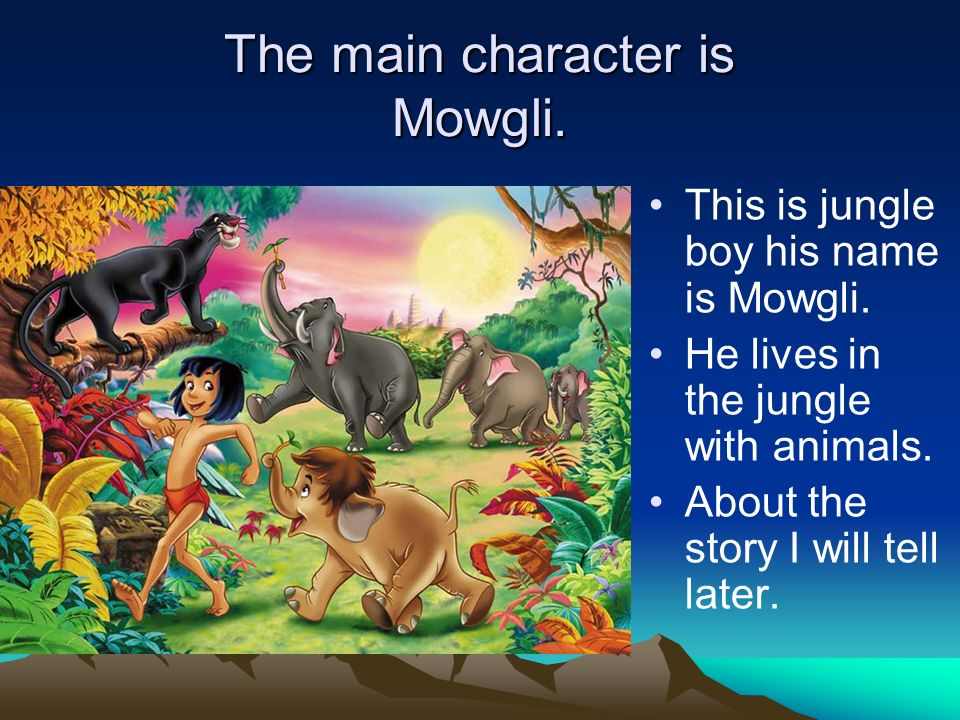 The main character is
Mowgli.
• This is jungle
boy his name
is Mowgli.
• He lives in
the jungle
with animals.
• About the
story I will tell
later.